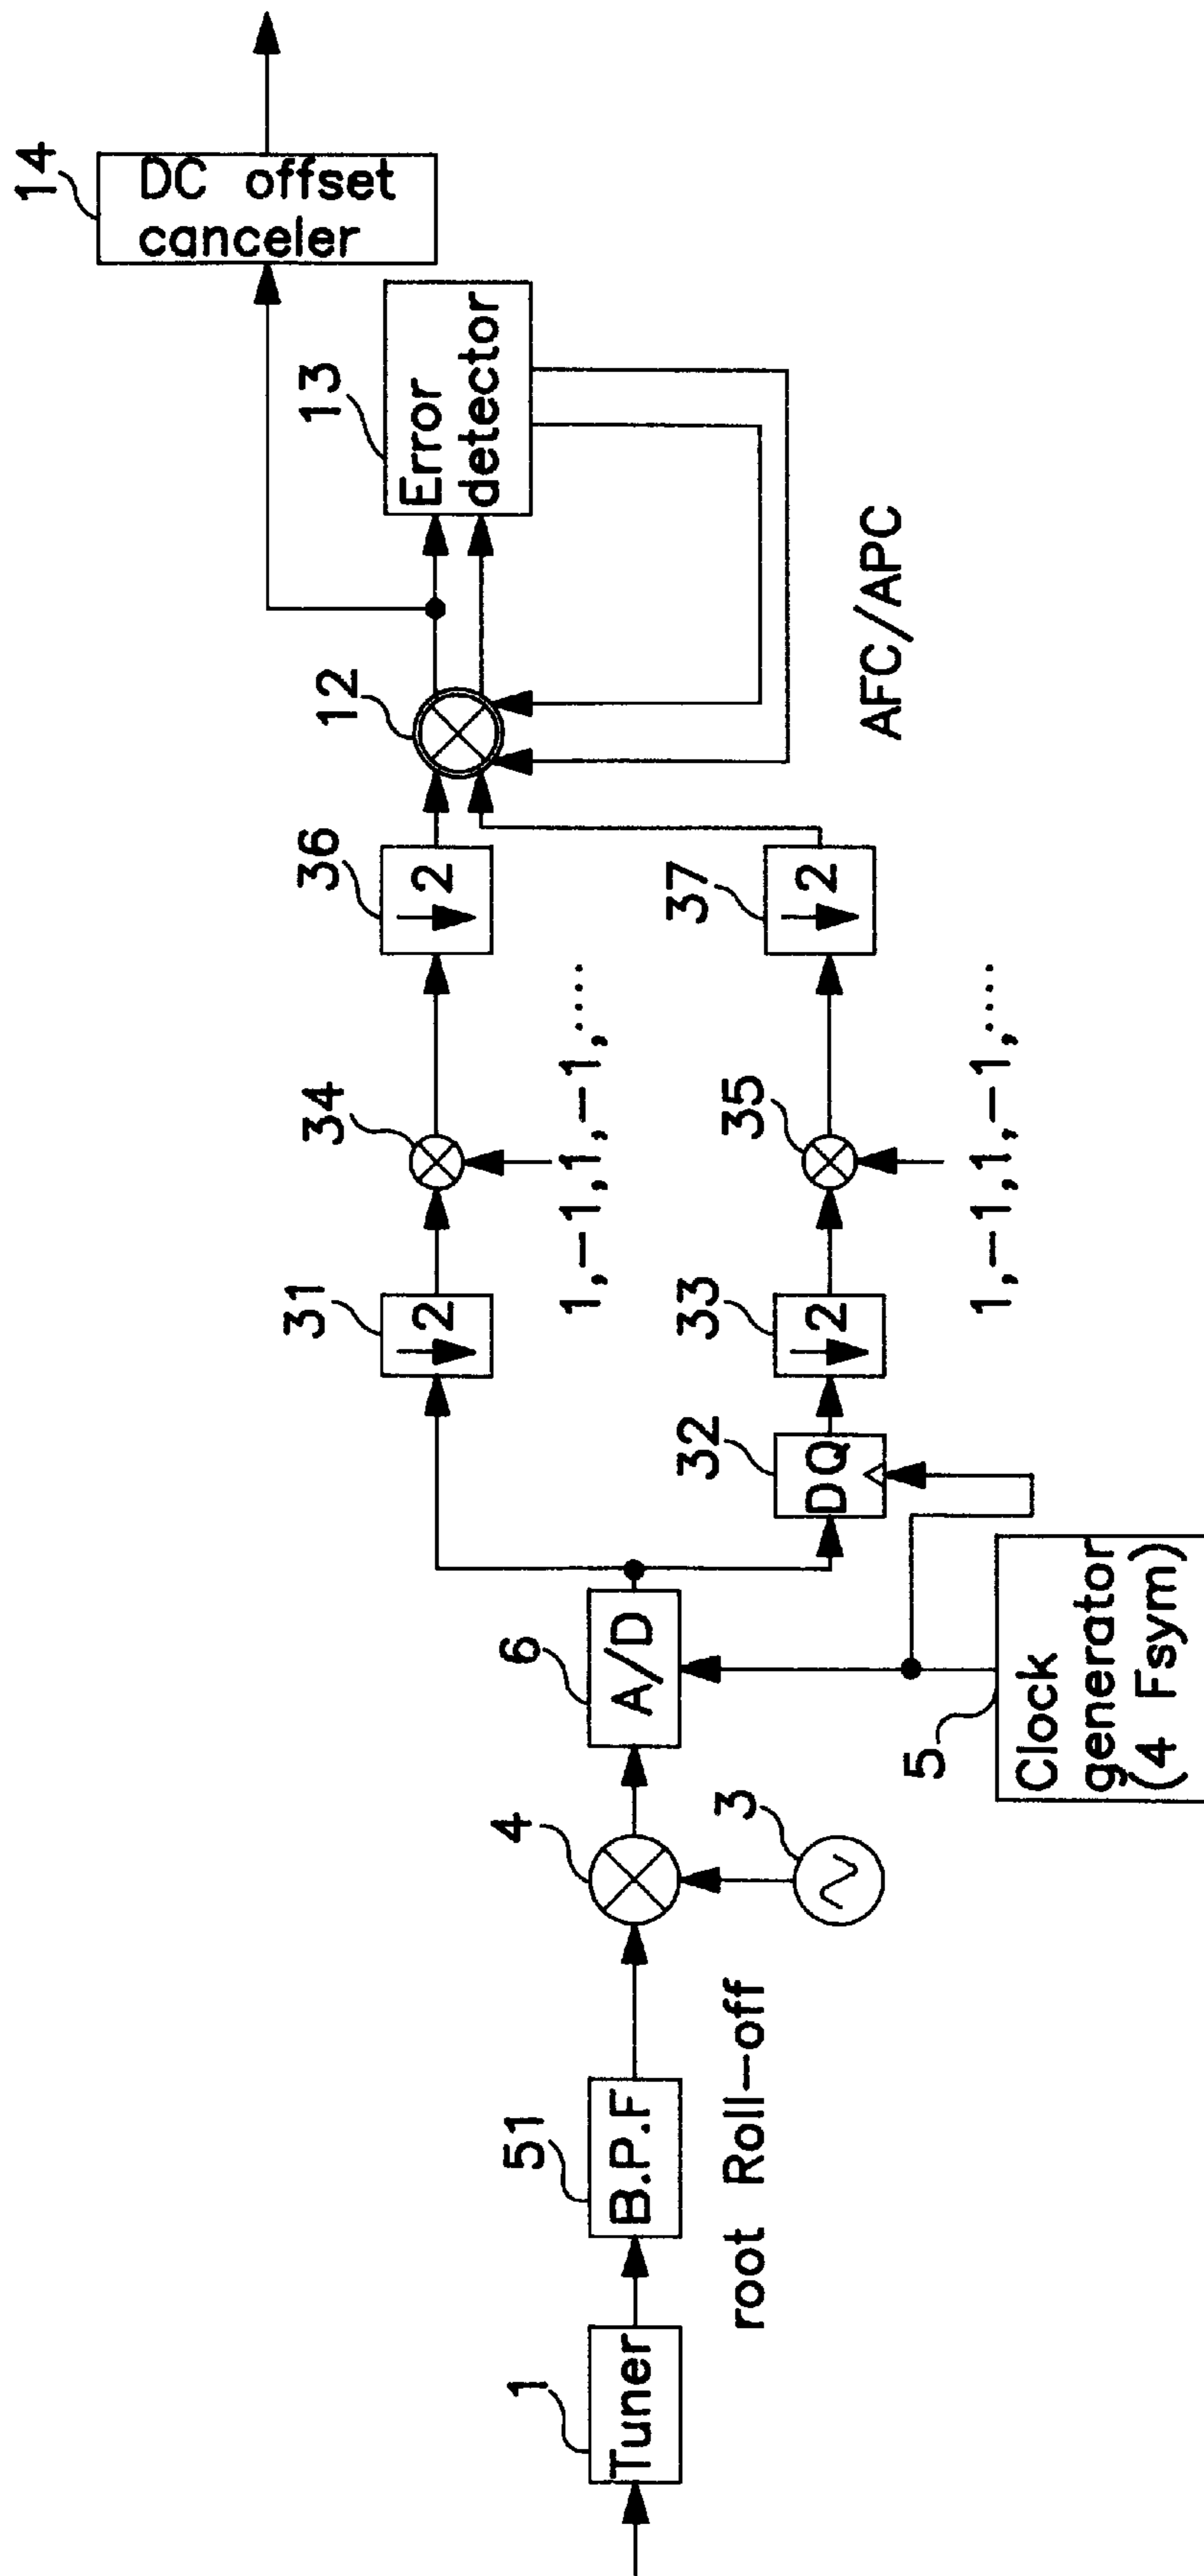 1
Tuner
51
B.P.F
root Roll-off
4
3
6
A/D
5
Clock
generator
(4 Fsym)
31
2
32
DQ
33
2
34
1,-1,1,-1,....
35
1,-1,1,-1,....
36
2
37
2
12
13
Error
detector
AFC/APC
14
DC offset
canceler